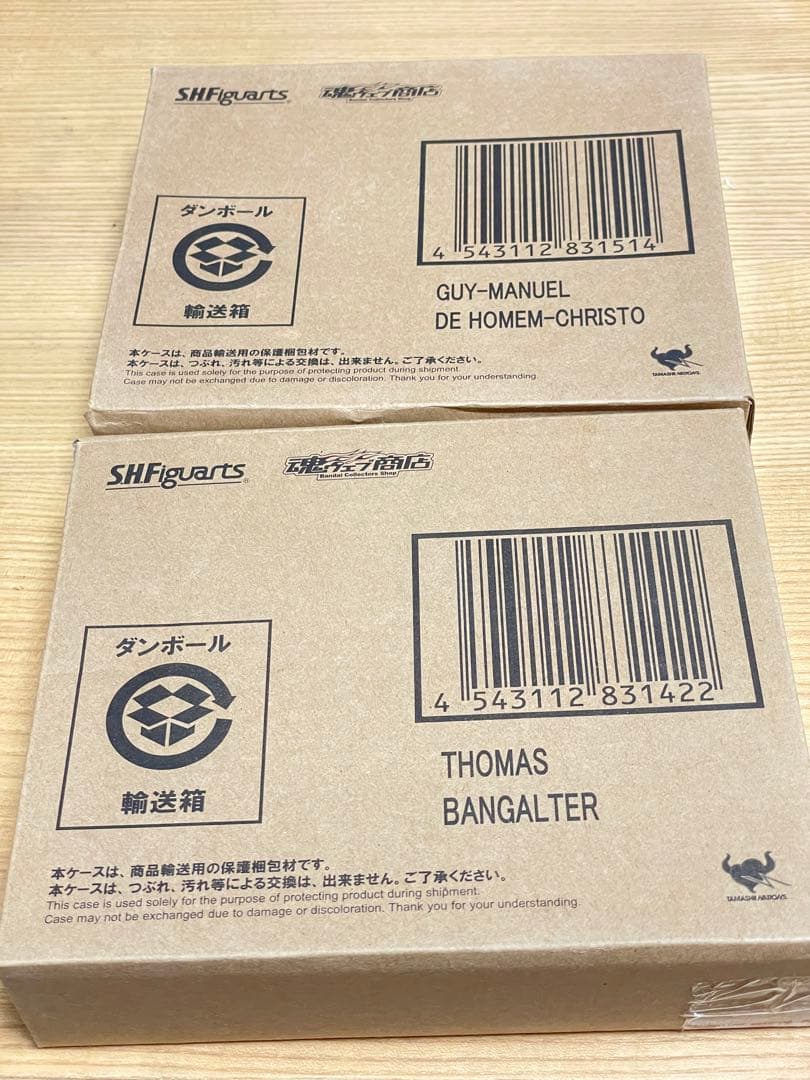 S.H.Figuarts
魂ウェブ商店
Bandai Collectors Shop
4 543112 831514
ダンボール
輸送箱
GUY-MANUEL
DE HOMEM-CHRISTO
本ケースは、商品輸送用の保護梱包材です。
本ケースは、つぶれ、汚れ等による交換は、出来ません。ご了承ください。
This case is used solely for the purpose of protecting product during shipment.
Case may not be exchanged due to damage or discoloration. Thank you for your understanding.
TAMASHII NATIONS
S.H.Figuarts®
魂ウェブ商店
Bandai Collectors Shop
4 543112 831422
ダンボール
輸送箱
THOMAS
BANGALTER
本ケースは、商品輸送用の保護梱包材です。
本ケースは、つぶれ、汚れ等による交換は、出来ません。ご了承ください。
This case is used solely for the purpose of protecting product during shipment.
Case may not be exchanged due to damage or discoloration. Thank you for your understanding.
TAMASHII NATIONS